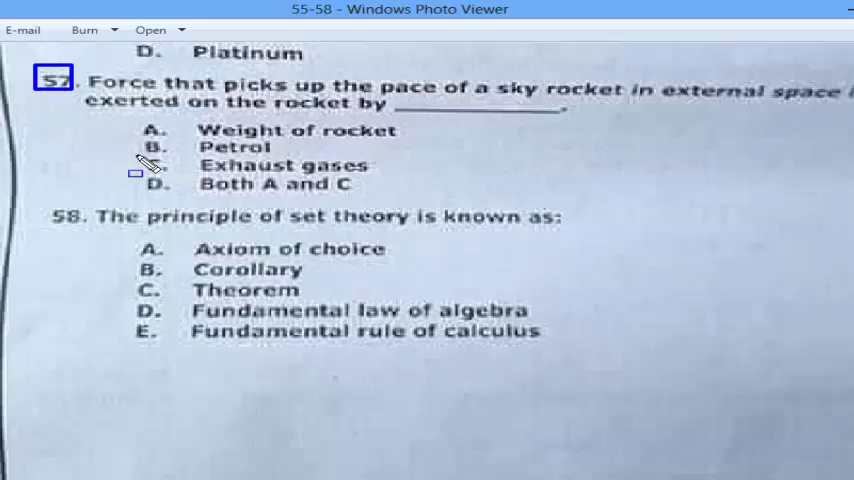 55-58 - Windows Photo Viewer
E-mail Burn Open
D. Platinum
57. Force that picks up the pace of a sky rocket in external space
exerted on the rocket by ____________.
A. Weight of rocket
B. Petrol
C. Exhaust gases
D. Both A and C
58. The principle of set theory is known as:
A. Axiom of choice
B. Corollary
C. Theorem
D. Fundamental law of algebra
E. Fundamental rule of calculus